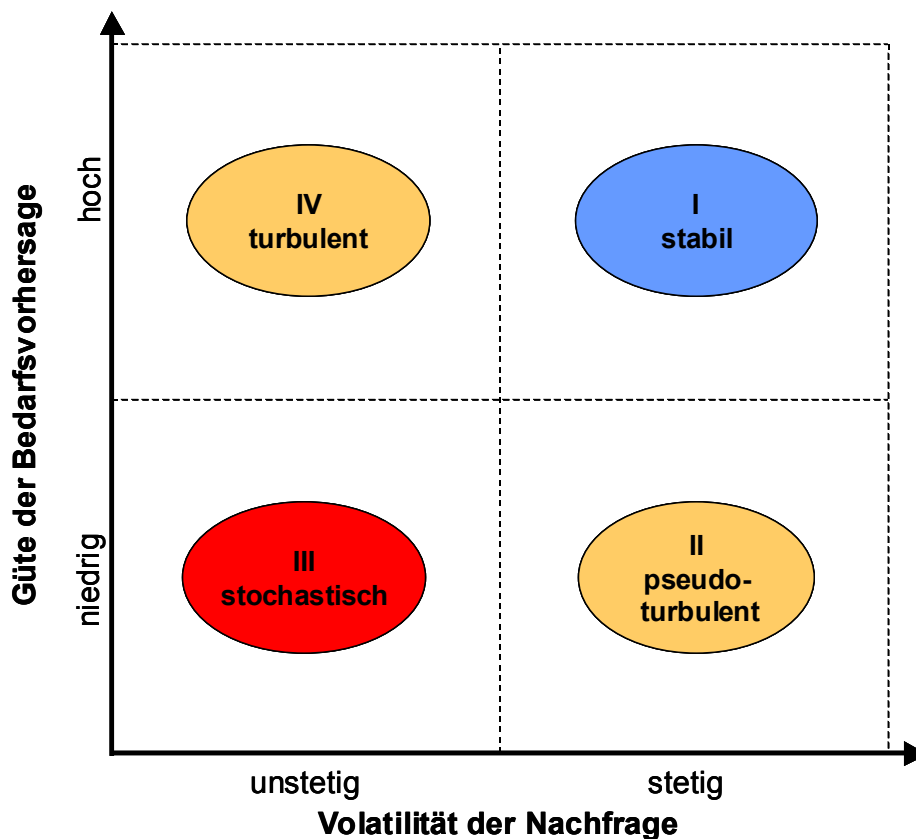 Güte der Bedarfsvorhersage
hoch
niedrig
IV
turbulent
I
stabil
III
stochastisch
II
pseudo-
turbulent
unstetig
stetig
Volatilität der Nachfrage